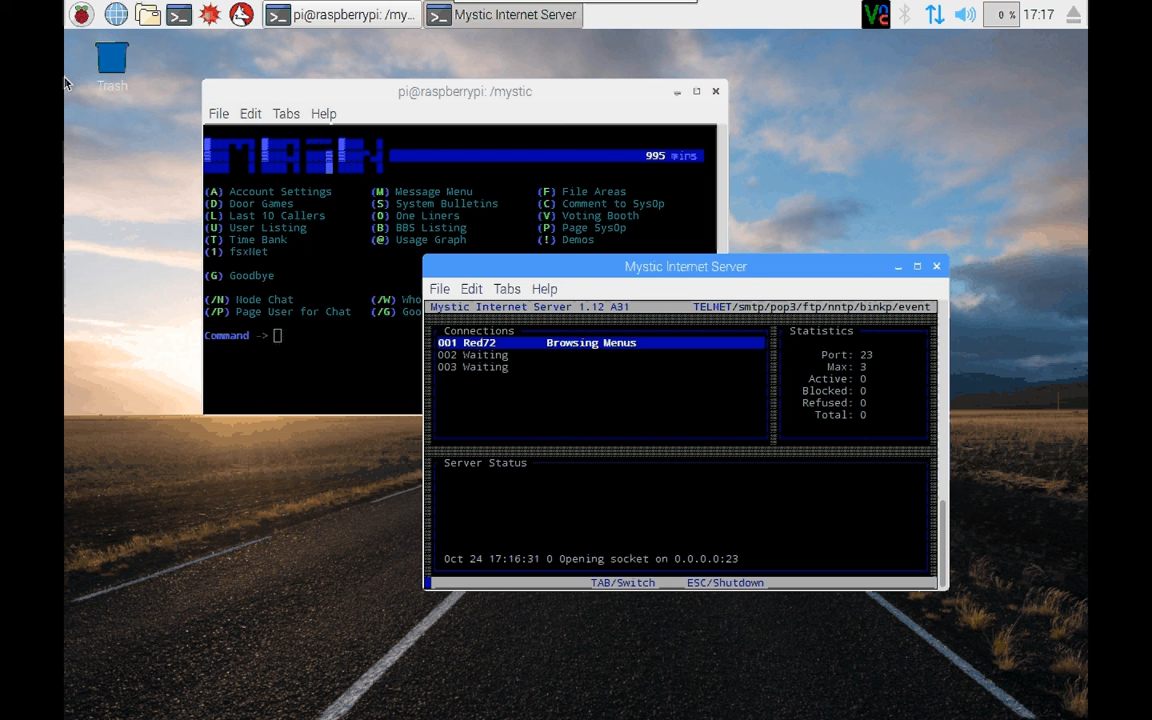 pi@raspberrypi: /my...
Mystic Internet Server
0 %
17:17
Trash
pi@raspberrypi: /mystic
File Edit Tabs Help
MAiN
995 mins
(A) Account Settings (M) Message Menu (F) File Areas
(D) Door Games (S) System Bulletins (C) Comment to SysOp
(L) Last 10 Callers (O) One Liners (V) Voting Booth
(U) User Listing (B) BBS Listing (P) Page SysOp
(T) Time Bank (@) Usage Graph (!) Demos
(1) fsxNet
(G) Goodbye
(/N) Node Chat (/W) Who
(/P) Page User for Chat (/G) Goo
Command ->
Mystic Internet Server
File Edit Tabs Help
Mystic Internet Server 1.12 A31 TELNET/smtp/pop3/ftp/nntp/binkp/event
Connections Statistics
001 Red72 Browsing Menus
002 Waiting Port: 23
003 Waiting Max: 3
Active: 0
Blocked: 0
Refused: 0
Total: 0
Server Status
Oct 24 17:16:31 0 Opening socket on 0.0.0.0:23
TAB/Switch ESC/Shutdown